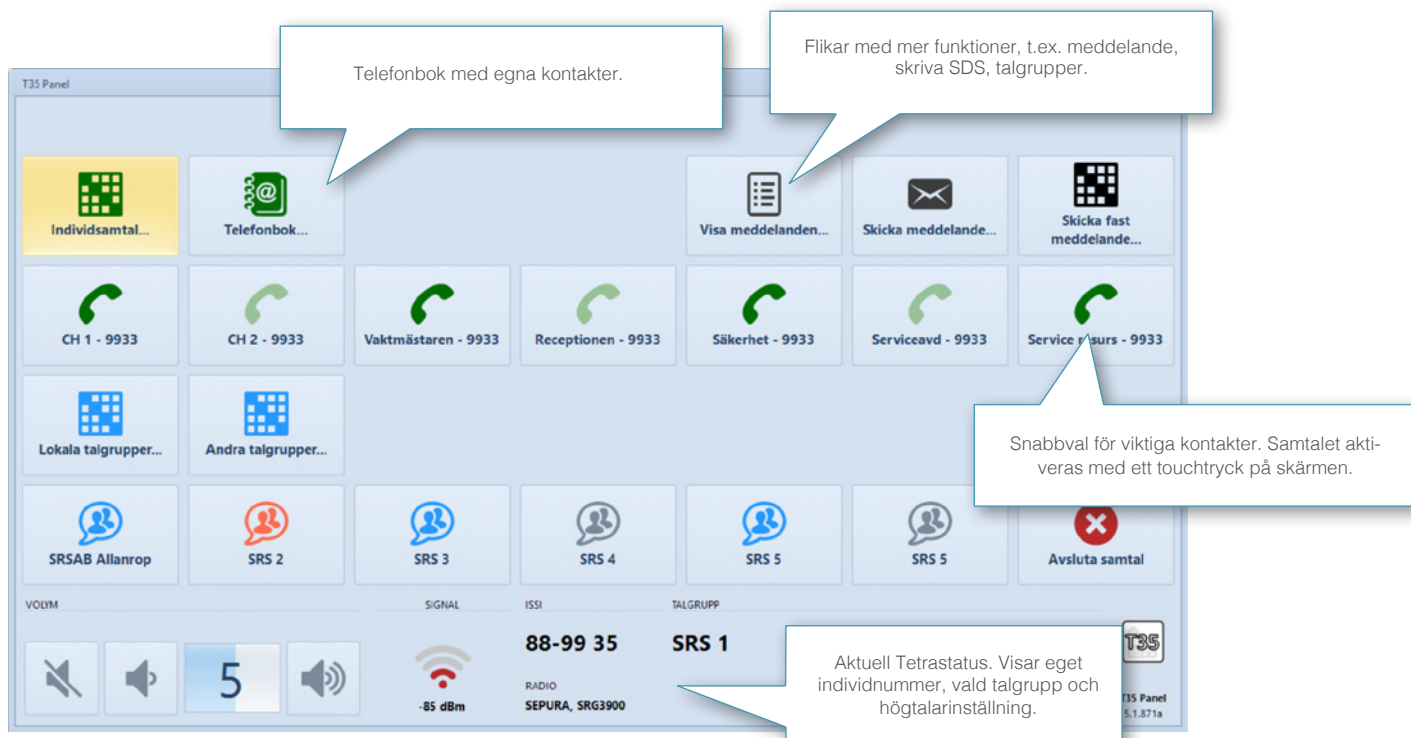 Telefonbok med egna kontakter.
Flikar med mer funktioner, t.ex. meddelande,
skriva SDS, talgrupper.
T35 Panel
Individsamtal...
Telefonbok...
Visa meddelanden...
Skicka meddelande...
Skicka fast
meddelande...
CH 1 - 9933
CH 2 - 9933
Vaktmästaren - 9933
Receptionen - 9933
Säkerhet - 9933
Serviceavd - 9933
Service resurs - 9933
Lokala talgrupper...
Andra talgrupper...
Snabbval för viktiga kontakter. Samtalet akti-
veras med ett touchtryck på skärmen.
SRSAB Allanrop
SRS 2
SRS 3
SRS 4
SRS 5
SRS 5
Avsluta samtal
VOLYM
SIGNAL
ISSI
TALGRUPP
88-99 35
SRS 1
T35
5
-85 dBm
RADIO
SEPURA, SRG3900
Aktuell Tetrastatus. Visar eget
individnummer, vald talgrupp och
högtalarinställning.
T35 Panel
5.1.871a